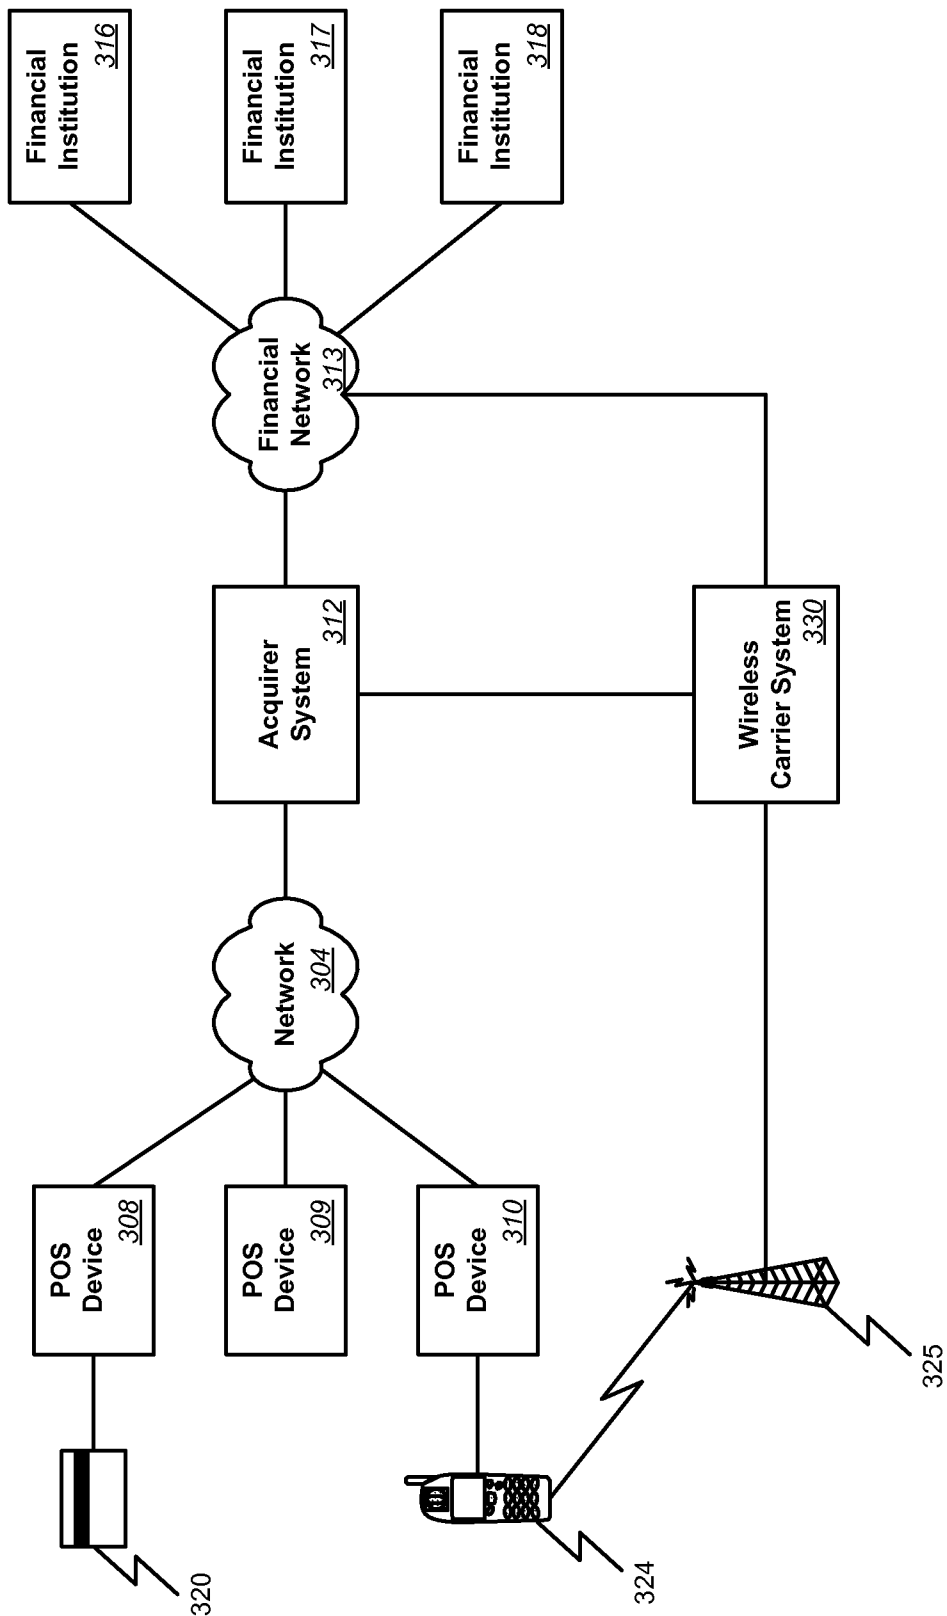 POS
Device
308
POS
Device
309
POS
Device
310
320
324
325
Network
304
Acquirer
System
312
Wireless
Carrier System
330
Financial
Network
313
Financial
Institution
316
Financial
Institution
317
Financial
Institution
318